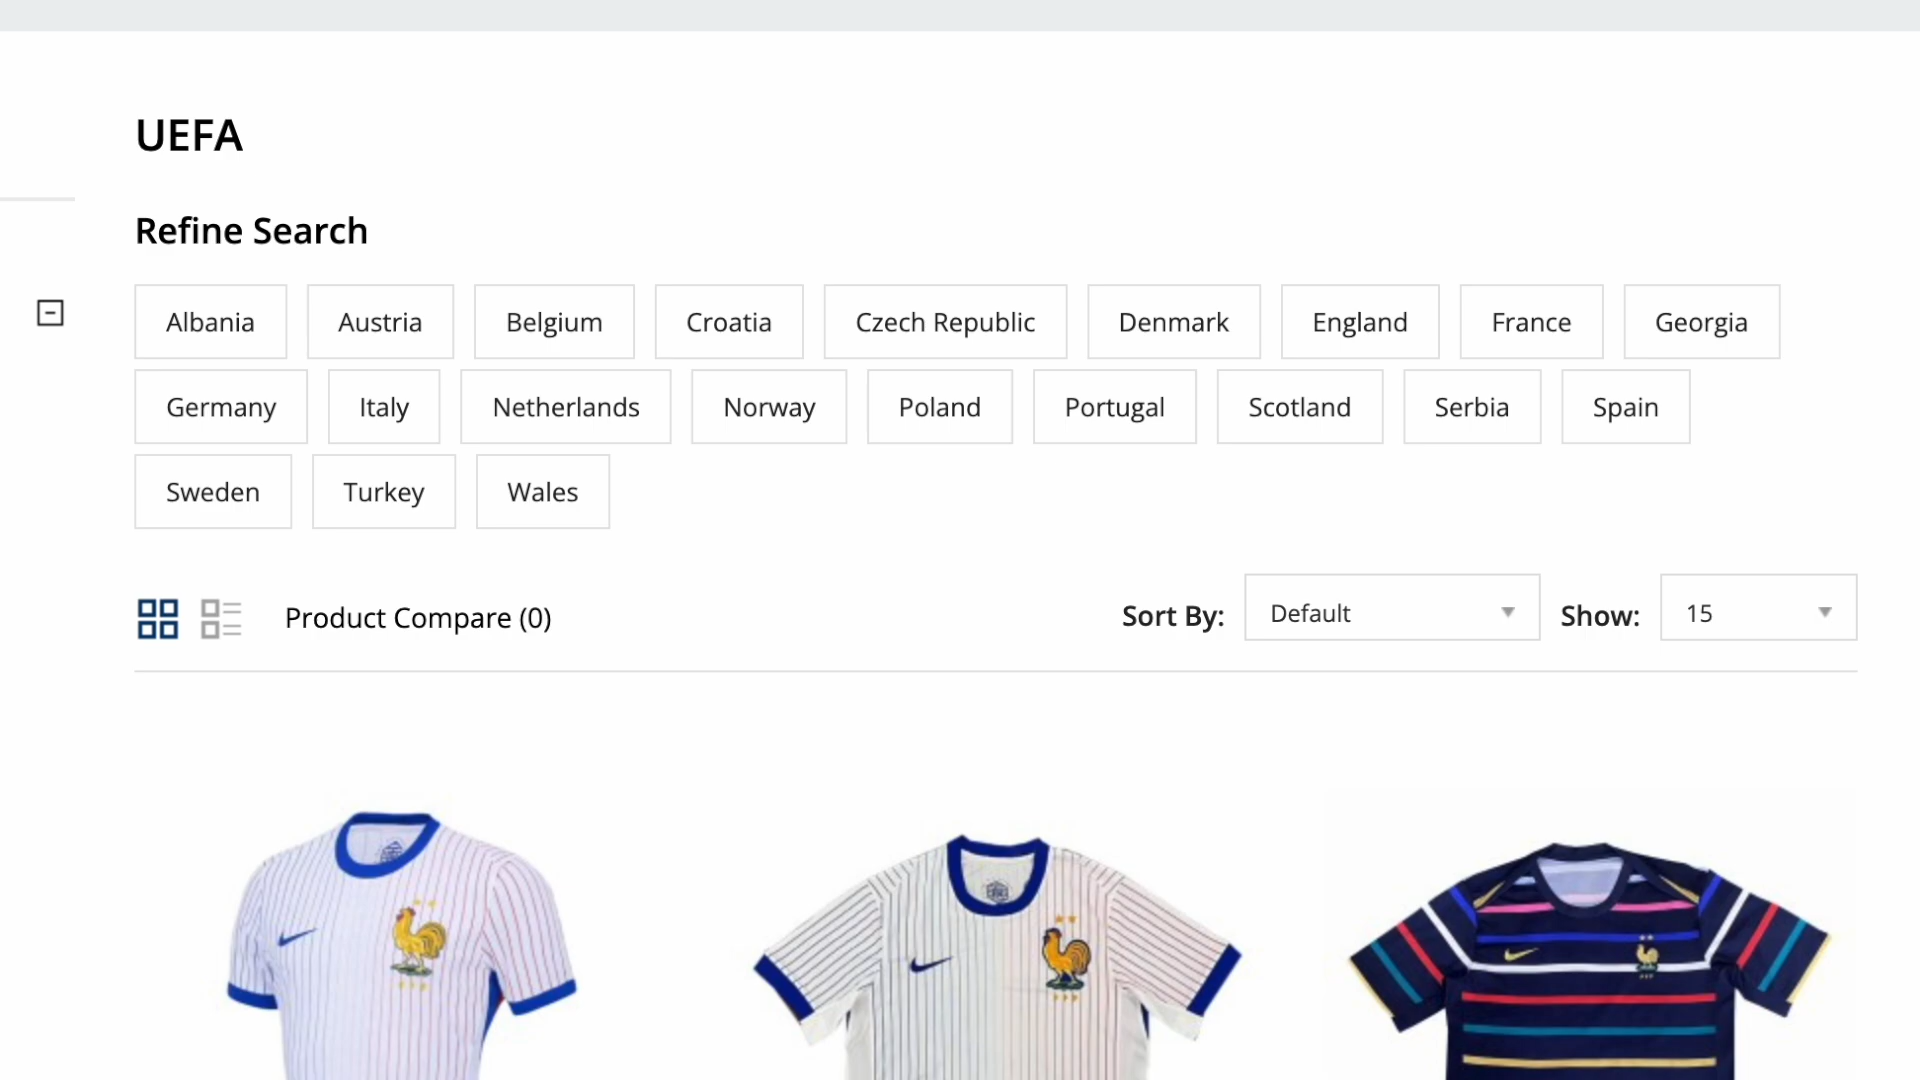 UEFA
Refine Search
Albania Austria Belgium Croatia Czech Republic Denmark England France Georgia
Germany Italy Netherlands Norway Poland Portugal Scotland Serbia Spain
Sweden Turkey Wales
Product Compare (0) Sort By: Default Show: 15